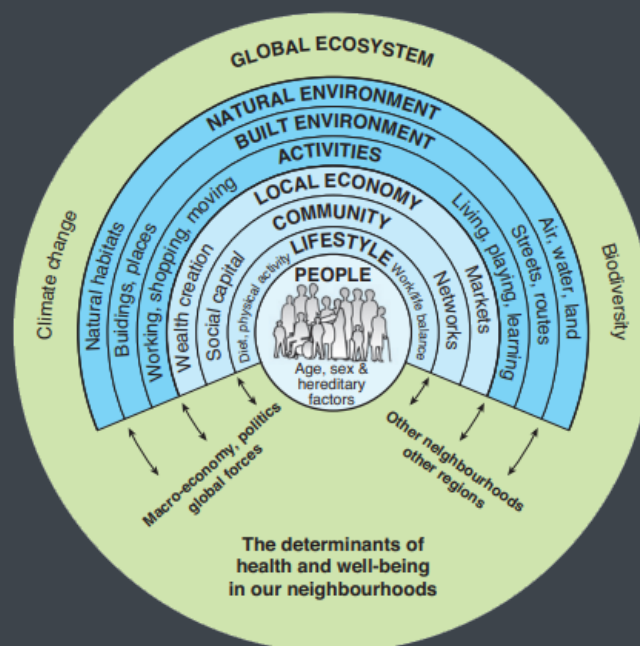 GLOBAL ECOSYSTEM
NATURAL ENVIRONMENT
BUILT ENVIRONMENT
ACTIVITIES
LOCAL ECONOMY
COMMUNITY
LIFESTYLE
PEOPLE
Age, sex &
hereditary
factors
Climate change
Natural habitats
Buldings, places
Working, shopping, moving
Wealth creation
Social capital
Diet, physical activity
Work/life balance
Networks
Markets
Living, playing, learning
Streets, routes
Air, water, land
Biodiversity
Macro-economy, politics
global forces
Other neighbourhoods
other regions
The determinants of
health and well-being
in our neighbourhoods